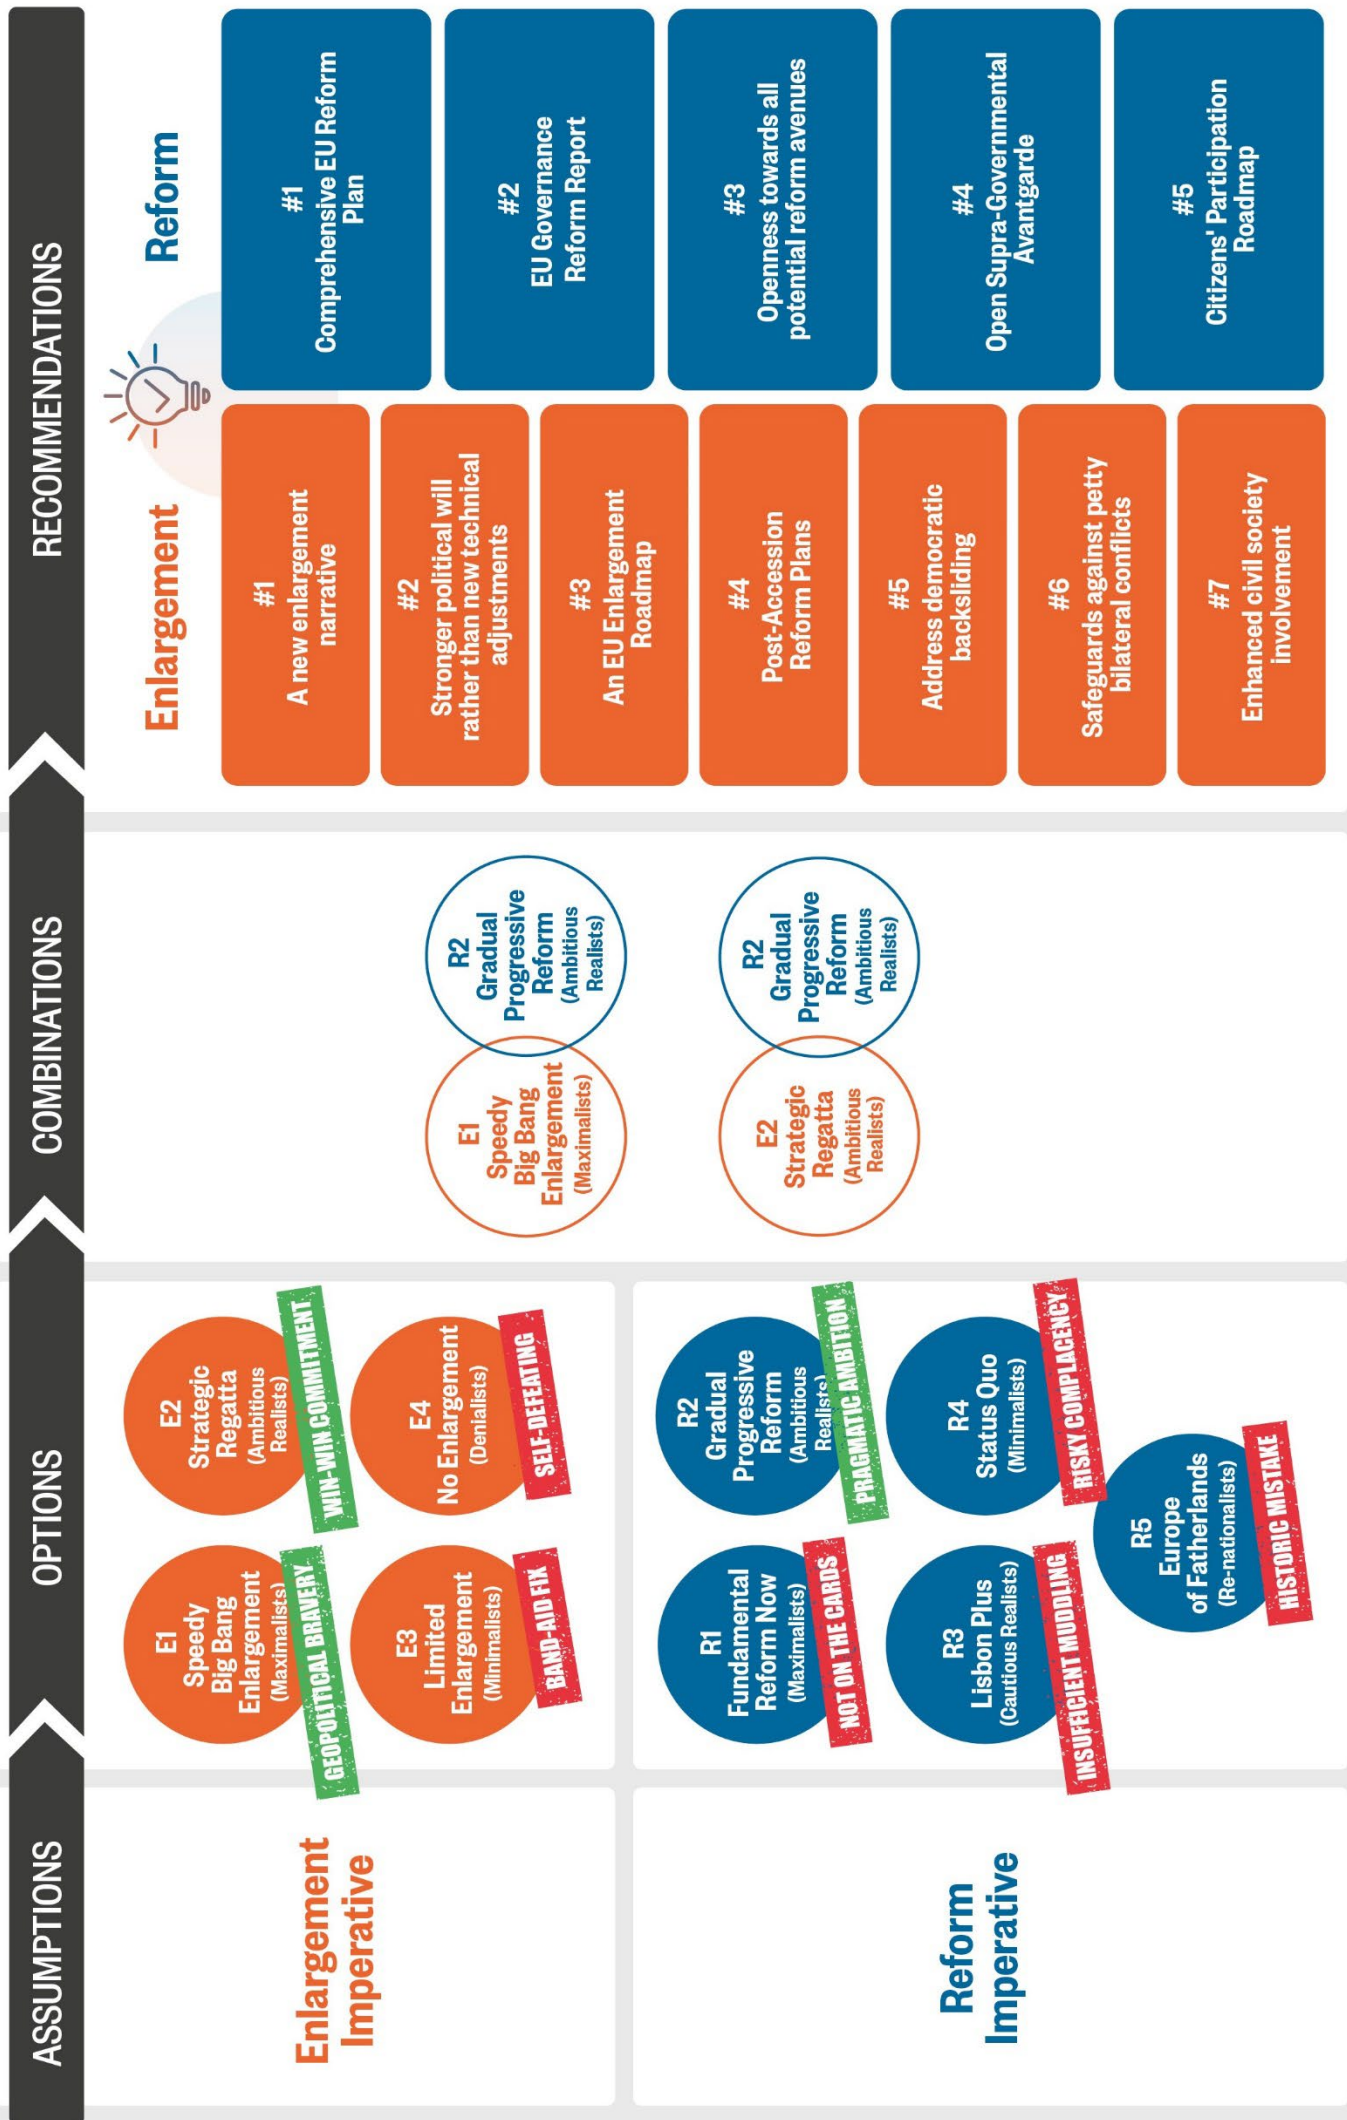 ASSUMPTIONS
OPTIONS
COMBINATIONS
RECOMMENDATIONS
Enlargement
Imperative
Reform
Imperative
E1
Speedy
Big Bang
Enlargement
(Maximalists)
GEOPOLITICAL BRAVERY
E2
Strategic
Regatta
(Ambitious
Realists)
WIN-WIN COMMITMENT
E3
Limited
Enlargement
(Minimalists)
BAND-AID FIX
E4
No Enlargement
(Denialists)
SELF-DEFEATING
R1
Fundamental
Reform Now
(Maximalists)
NOT ON THE CARDS
R2
Gradual
Progressive
Reform
(Ambitious
Realists)
PRAGMATIC AMBITION
R3
Lisbon Plus
(Cautious Realists)
INSUFFICIENT MUDDLING
R4
Status Quo
(Minimalists)
RISKY COMPLACENCY
R5
Europe
of Fatherlands
(Re-nationalists)
HISTORIC MISTAKE
E1
Speedy
Big Bang
Enlargement
(Maximalists)
R2
Gradual
Progressive
Reform
(Ambitious
Realists)
E2
Strategic
Regatta
(Ambitious
Realists)
R2
Gradual
Progressive
Reform
(Ambitious
Realists)
Enlargement
#1
A new enlargement
narrative
#2
Stronger political will
rather than new technical
adjustments
#3
An EU Enlargement
Roadmap
#4
Post-Accession
Reform Plans
#5
Address democratic
backsliding
#6
Safeguards against petty
bilateral conflicts
#7
Enhanced civil society
involvement
Reform
#1
Comprehensive EU Reform
Plan
#2
EU Governance
Reform Report
#3
Openness towards all
potential reform avenues
#4
Open Supra-Governmental
Avantgarde
#5
Citizens' Participation
Roadmap